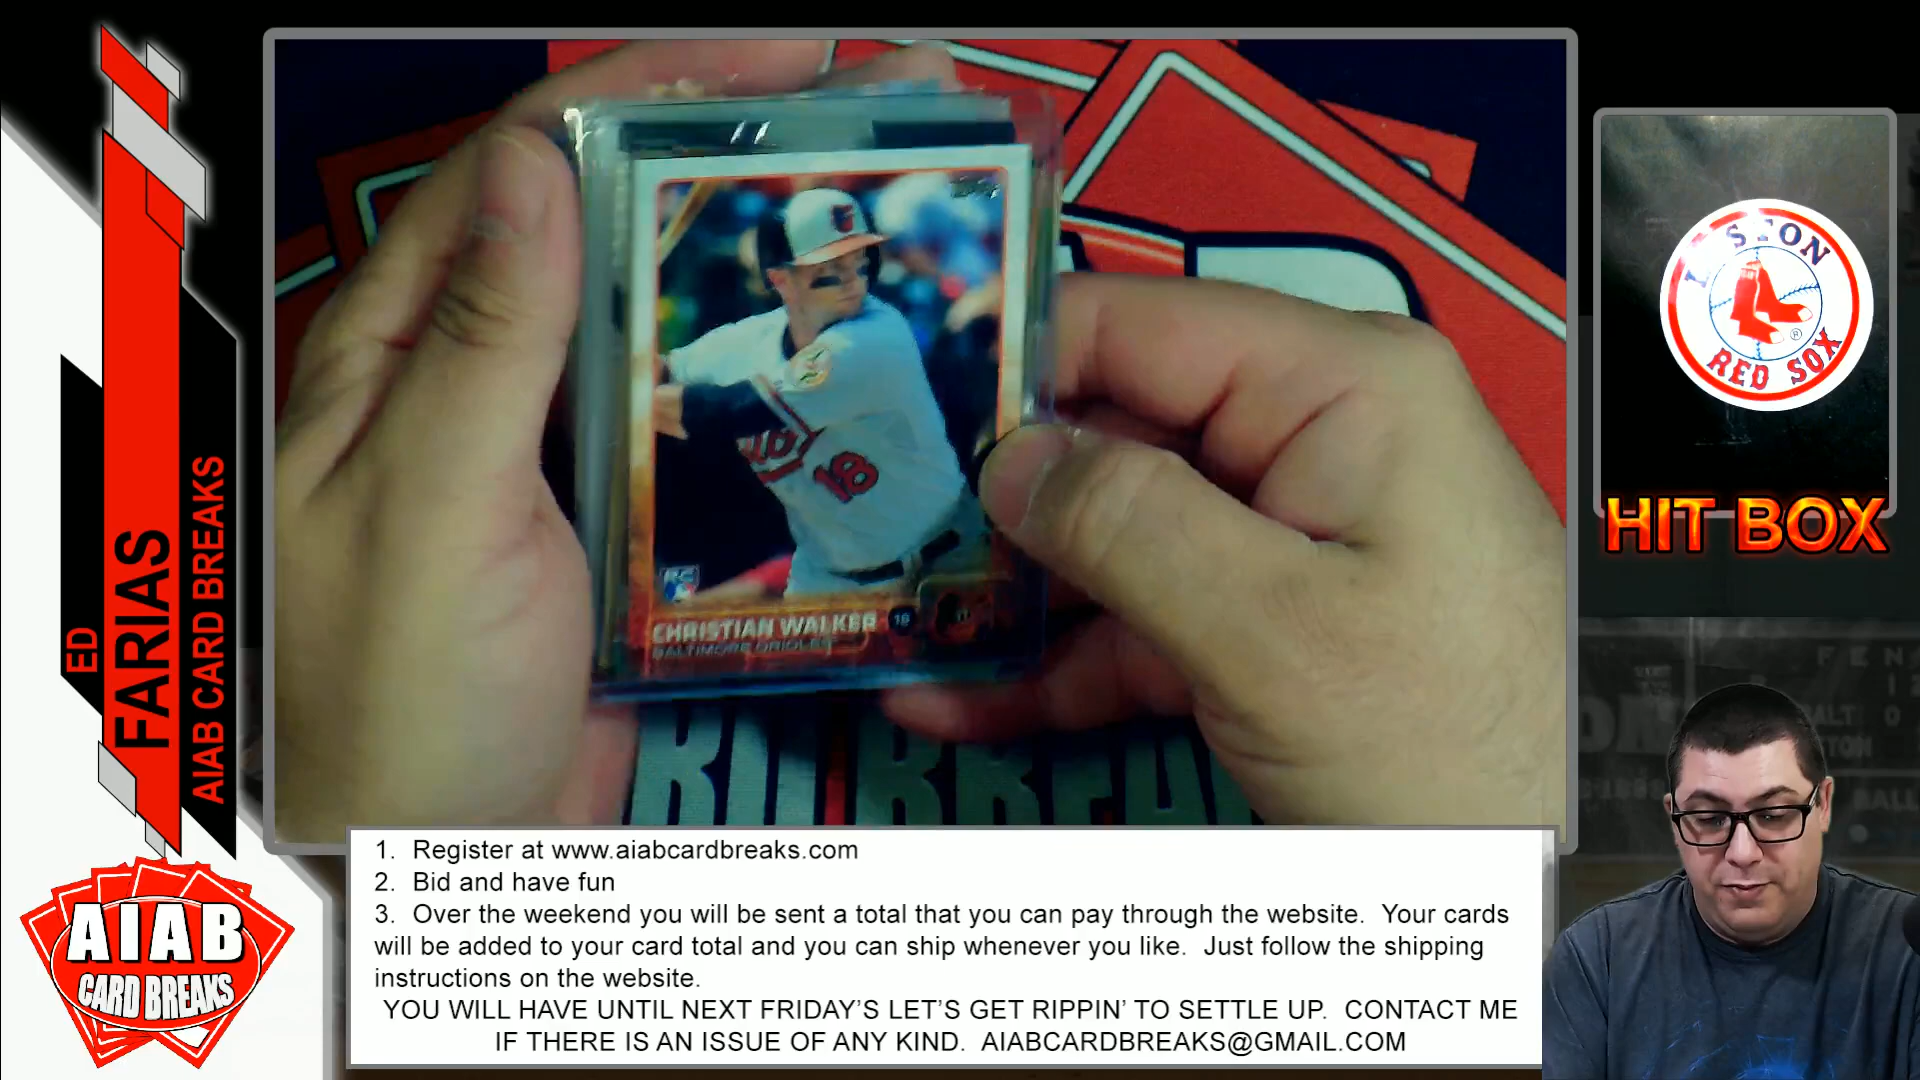 ED
FARIAS
AIAB CARD BREAKS
AIAB
CARD BREAKS
Topps
18
RC
CHRISTIAN WALKER
18
BALTIMORE ORIOLES
RED SOX
HIT BOX
1. Register at www.aiabcardbreaks.com
2. Bid and have fun
3. Over the weekend you will be sent a total that you can pay through the website. Your cards
will be added to your card total and you can ship whenever you like. Just follow the shipping
instructions on the website.
YOU WILL HAVE UNTIL NEXT FRIDAY'S LET'S GET RIPPIN' TO SETTLE UP. CONTACT ME
IF THERE IS AN ISSUE OF ANY KIND. AIABCARDBREAKS@GMAIL.COM